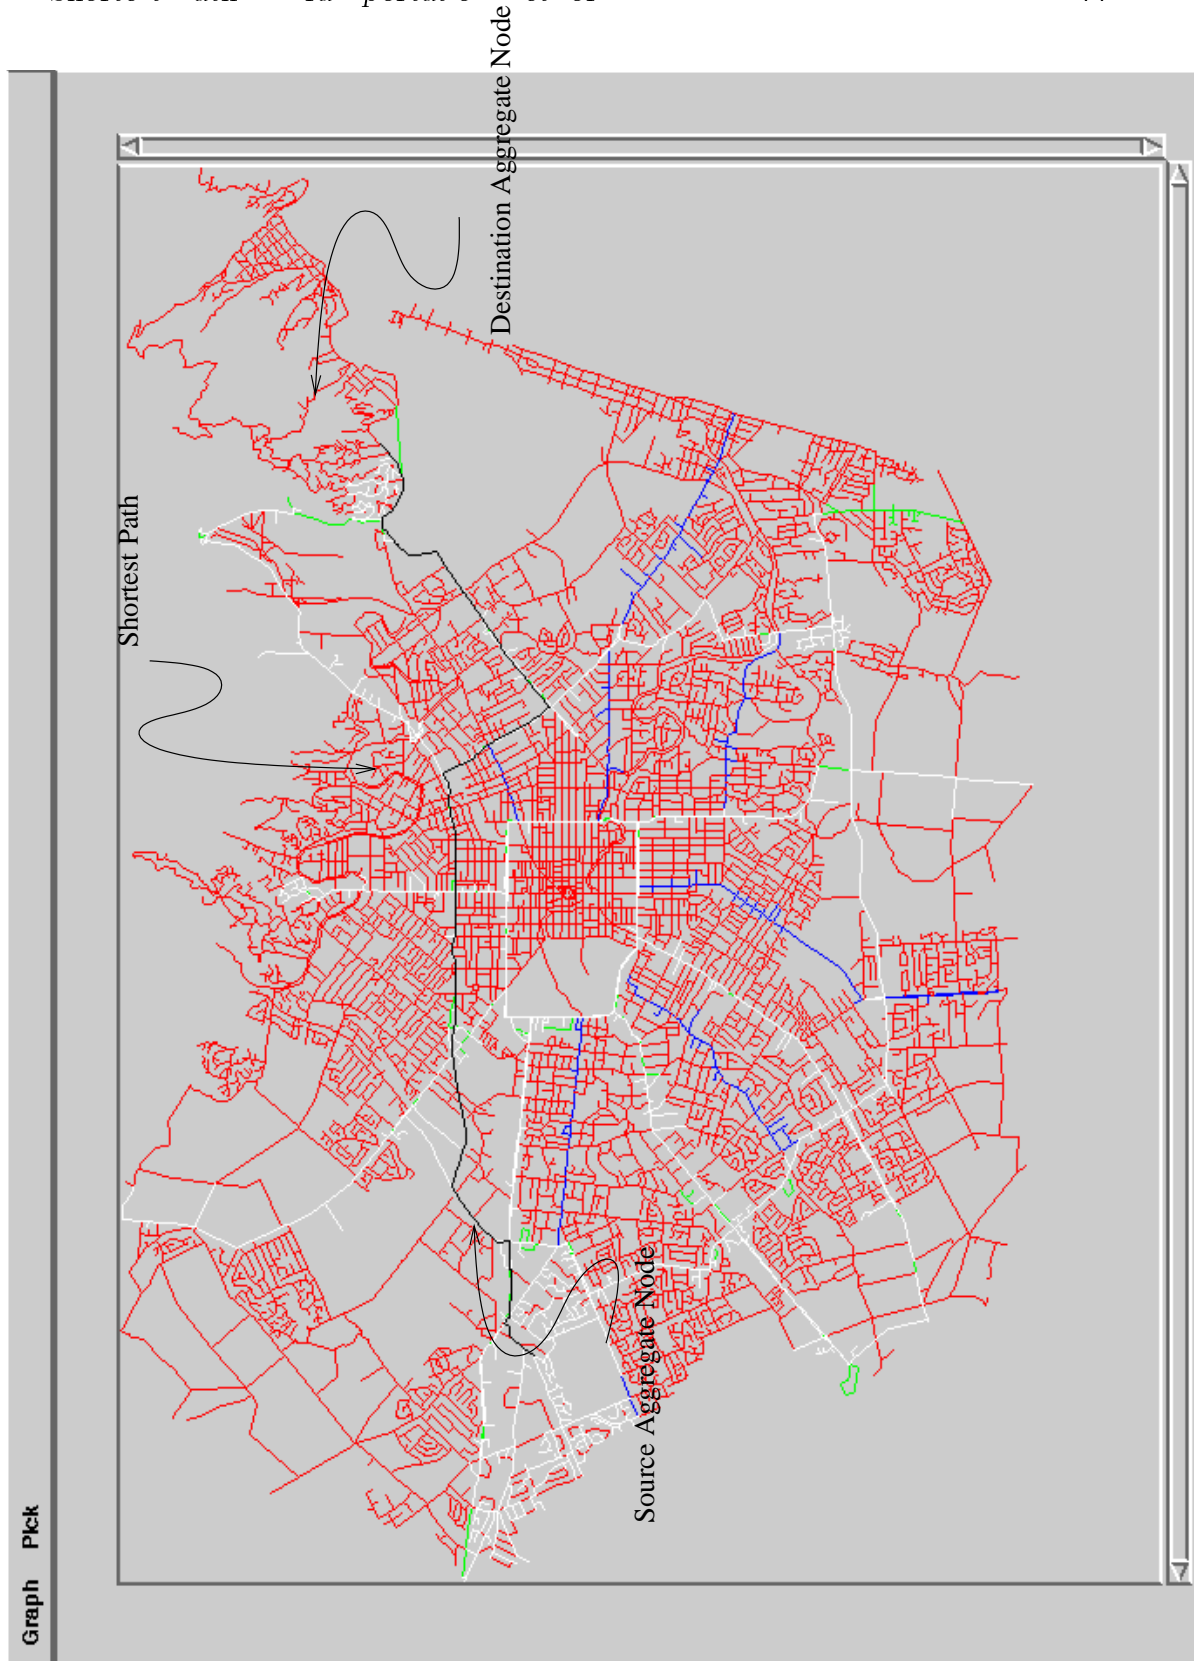 Graph Pick
Shortest Path
Destination Aggregate Node
Source Aggregate Node